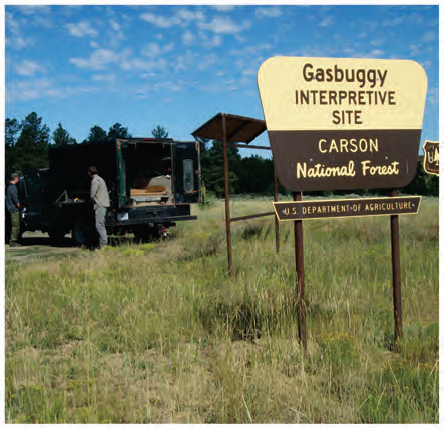 Gasbuggy
INTERPRETIVE
SITE
CARSON
National Forest
U.S. DEPARTMENT OF AGRICULTURE